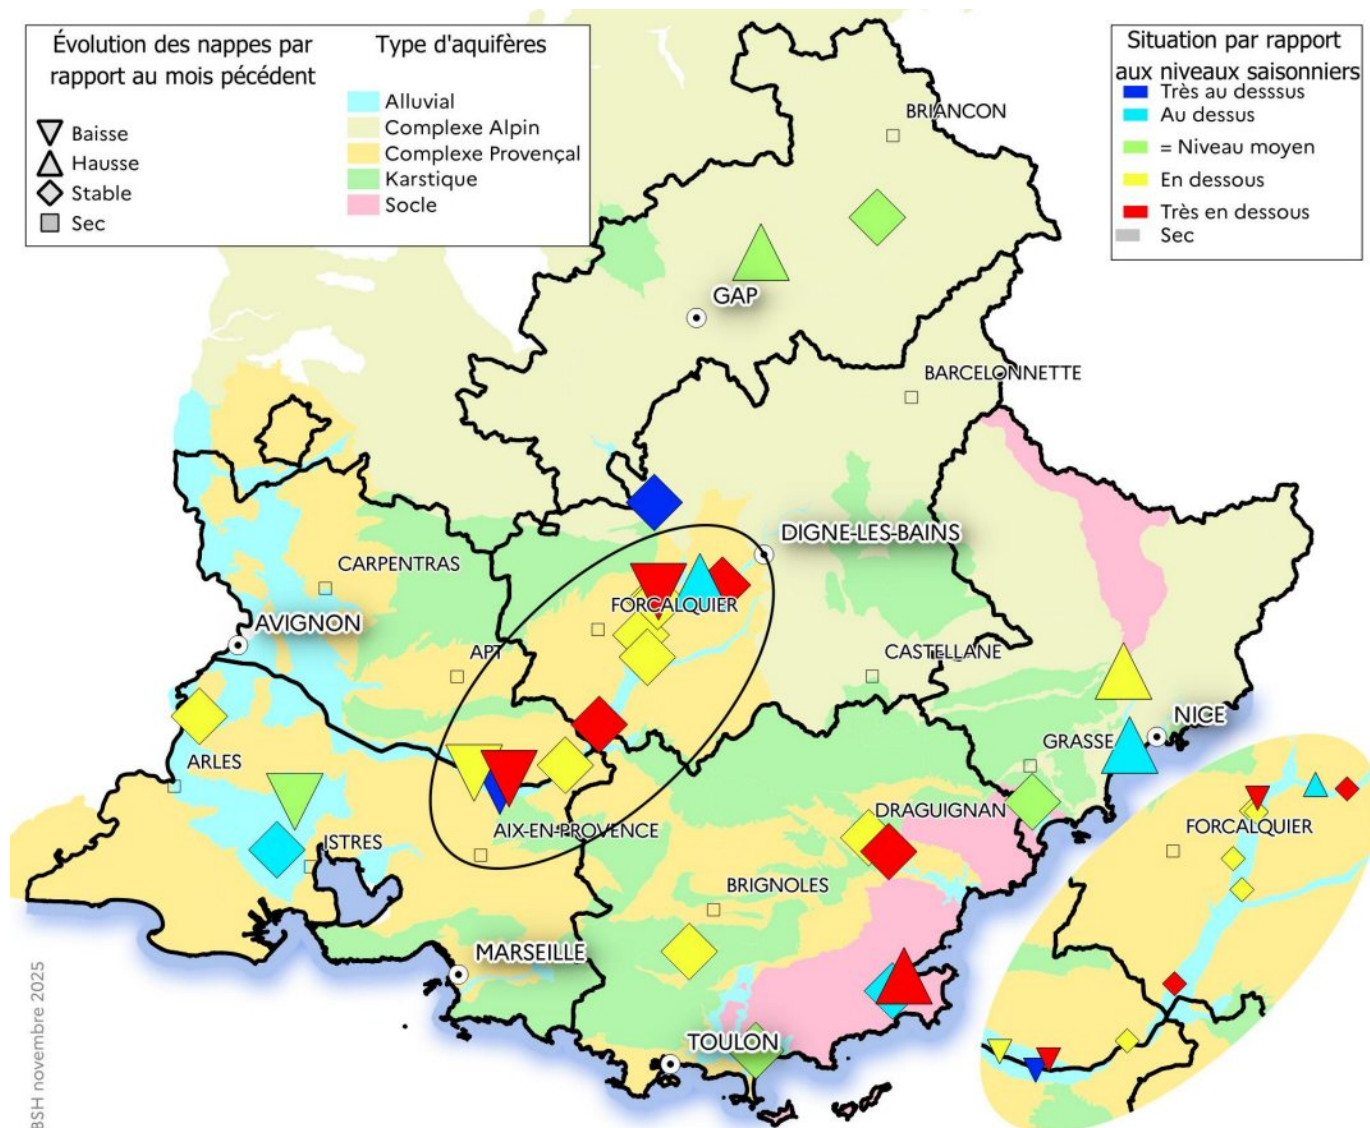 Évolution des nappes par
rapport au mois pécédent
Baisse
Hausse
Stable
Sec
Type d'aquifères
Alluvial
Complexe Alpin
Complexe Provençal
Karstique
Socle
Situation par rapport
aux niveaux saisonniers
Très au desssus
Au dessus
= Niveau moyen
En dessous
Très en dessous
Sec
BRIANCON
GAP
BARCELONNETTE
DIGNE-LES-BAINS
CARPENTRAS
FORCALQUIER
AVIGNON
APT
CASTELLANE
NICE
GRASSE
ARLES
DRAGUIGNAN
AIX-EN-PROVENCE
ISTRES
FORCALQUIER
BRIGNOLES
MARSEILLE
TOULON
BSH novembre 2025